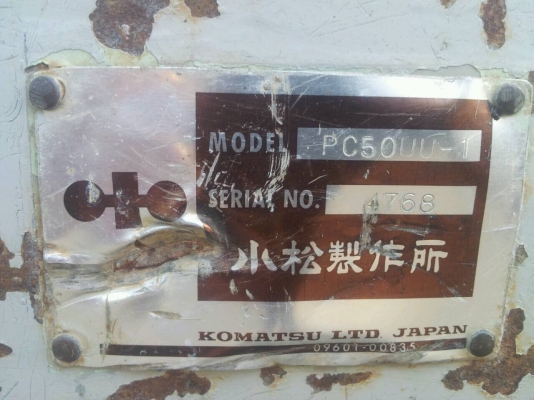 MODEL PC50UU-1
SERIAL NO. 4768
小松製作所
KOMATSU LTD. JAPAN
09601-00835